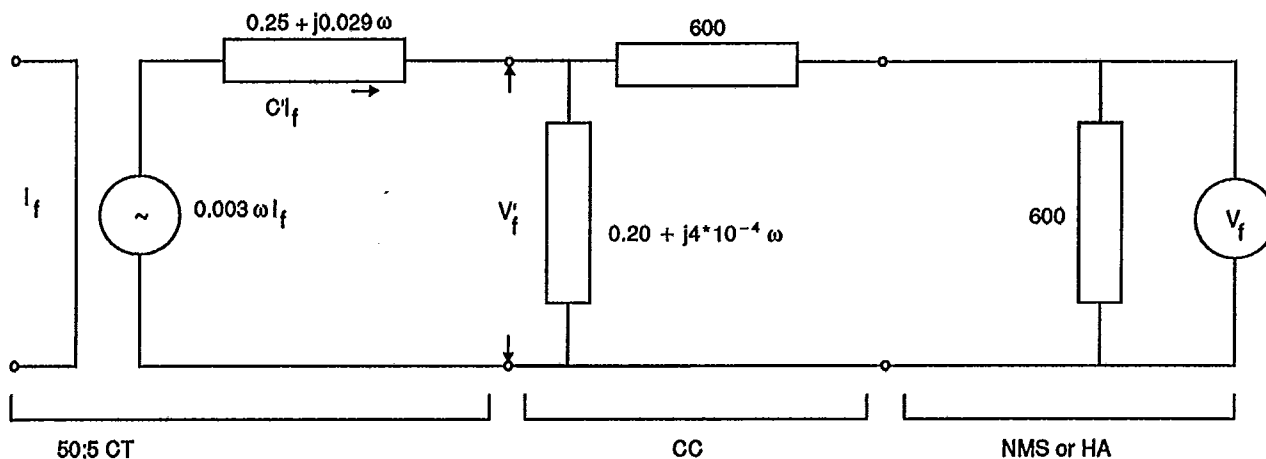 0.25 + j0.029 ω
600
C'I_f
I_f
~
0.003 ω I_f
V'_f
0.20 + j4*10⁻⁴ ω
600
V_f
50:5 CT
CC
NMS or HA